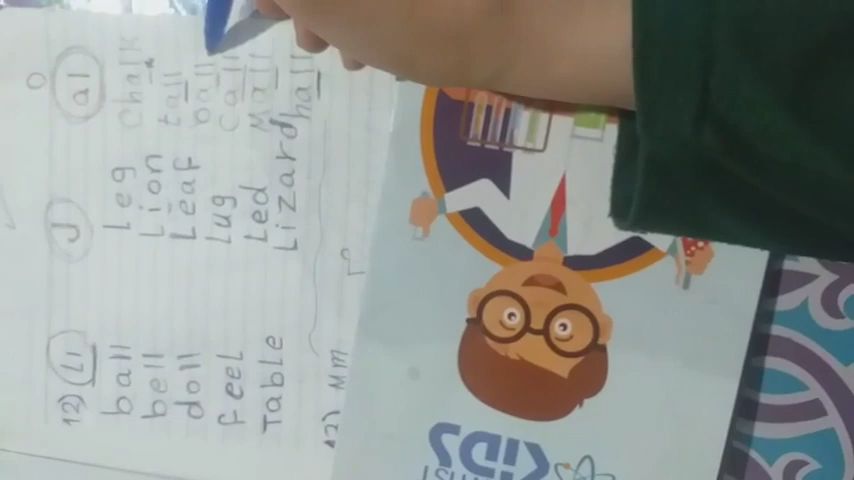 12) Ll ل al
ball Leg chalk
bell Lion tall
doll Leaf ball
feel Lug call
Table Led Mall
Lizard hall
13) Mm م
KIDS